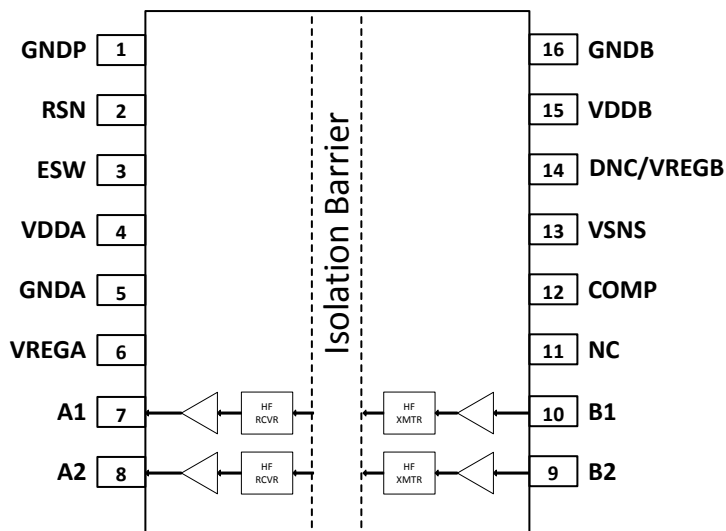 GNDP 1 16 GNDB
RSN 2 15 VDDB
ESW 3 14 DNC/VREGB
VDDA 4 13 VSNS
GNDA 5 12 COMP
VREGA 6 11 NC
A1 7 HF RCVR HF XMTR 10 B1
A2 8 HF RCVR HF XMTR 9 B2
Isolation Barrier